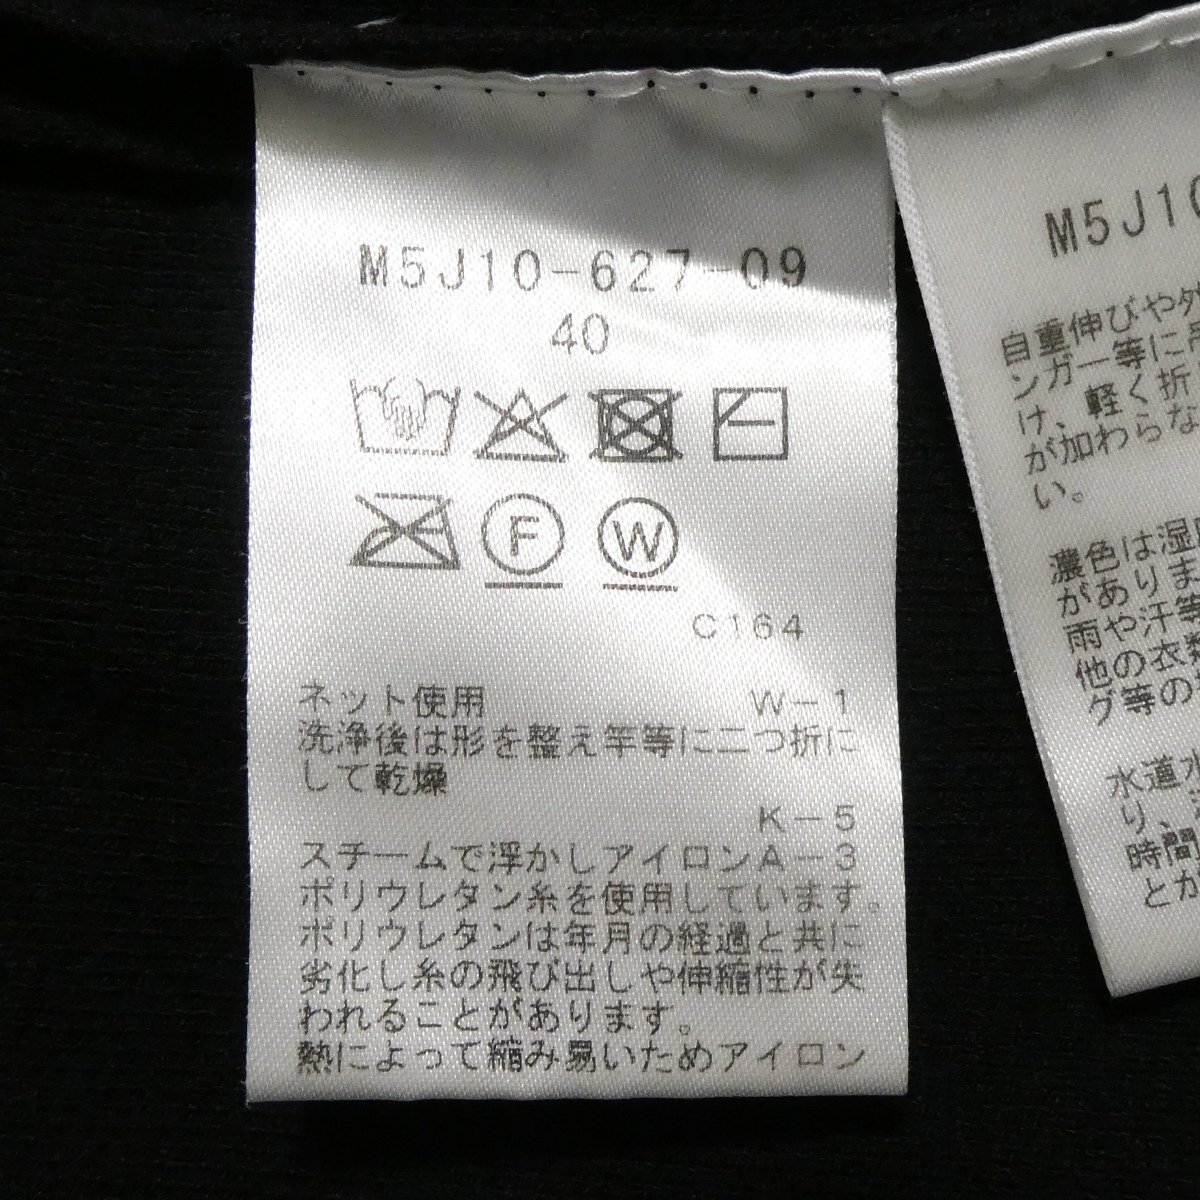 M5J10-627-09
40
F W
C164
ネット使用 W-1
洗浄後は形を整え竿等に二つ折に
して乾燥
K-5
スチームで浮かしアイロンA-3
ポリウレタン糸を使用しています。
ポリウレタンは年月の経過と共に
劣化し糸の飛び出しや伸縮性が失
われることがあります。
熱によって縮み易いためアイロン
M5J10
自重伸びや外
ンガー等に吊
け、軽く折
が加わらな
い。
濃色は湿
がありま
雨や汗等
他の衣類
グ等の
水道水
り、
時間
とが